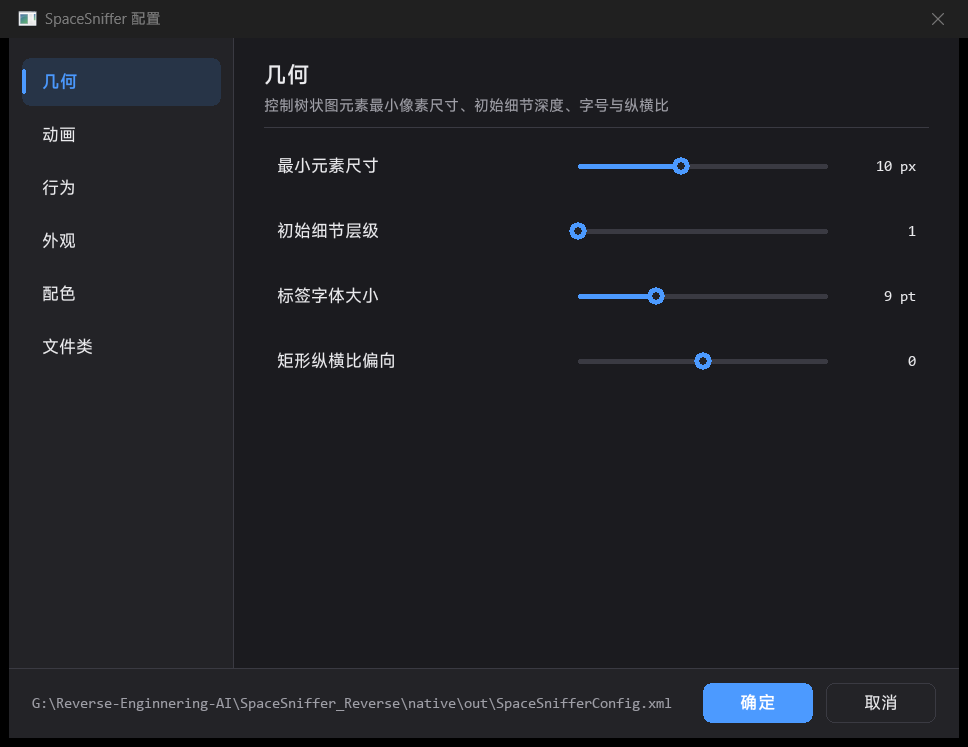 SpaceSniffer 配置
几何
动画
行为
外观
配色
文件类
几何
控制树状图元素最小像素尺寸、初始细节深度、字号与纵横比
最小元素尺寸 10 px
初始细节层级 1
标签字体大小 9 pt
矩形纵横比偏向 0
G:\Reverse-Enginnering-AI\SpaceSniffer_Reverse\native\out\SpaceSnifferConfig.xml 确定 取消